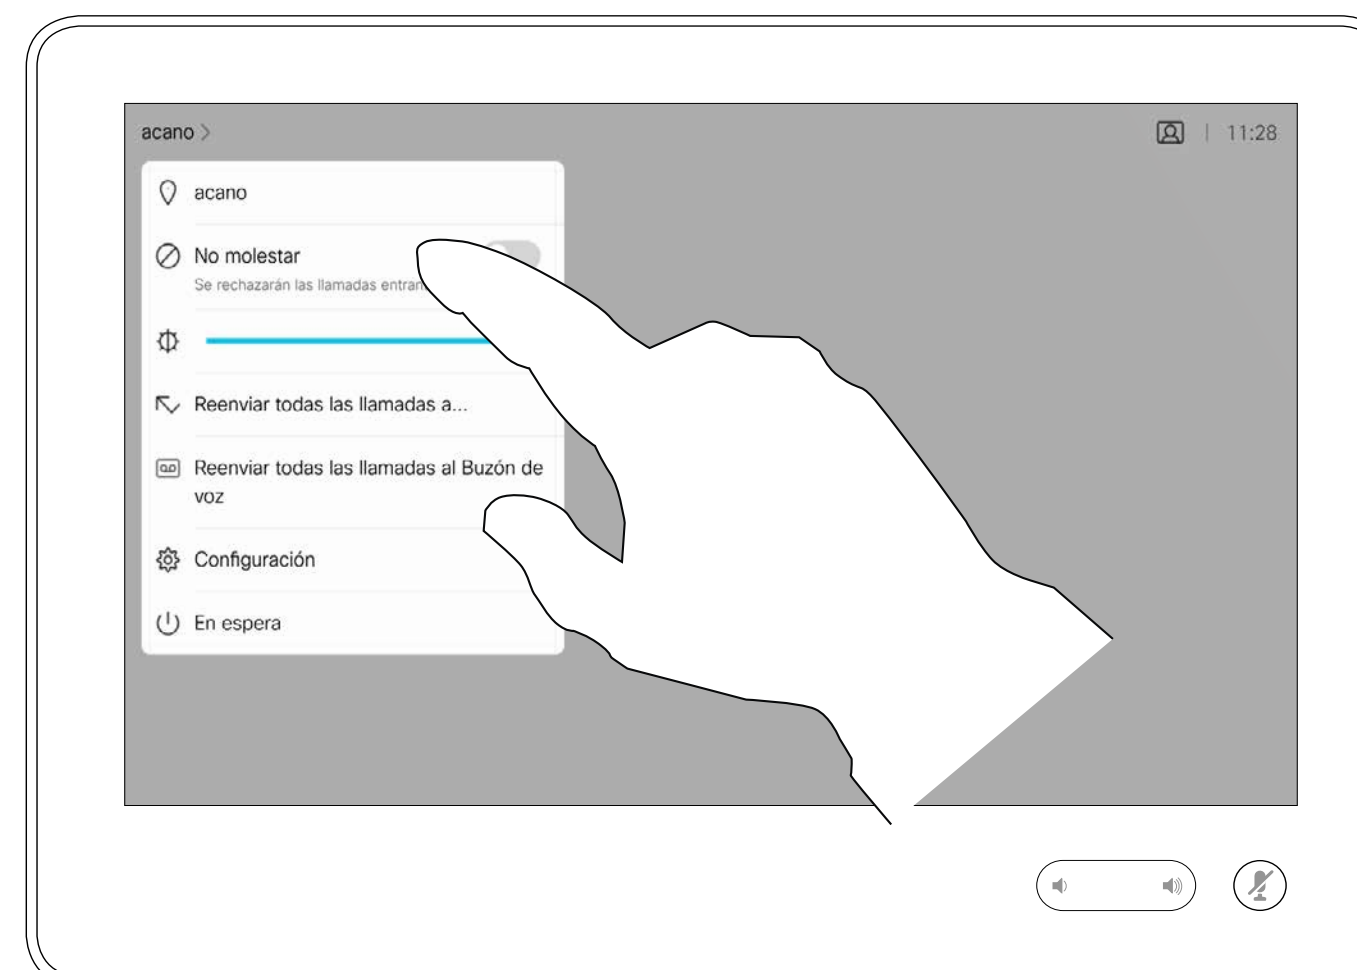 acano >
11:28
acano
No molestar
Se rechazarán las llamadas
Reenviar todas las llamadas a...
Reenviar todas las llamadas al Buzón de
voz
Configuración
En espera